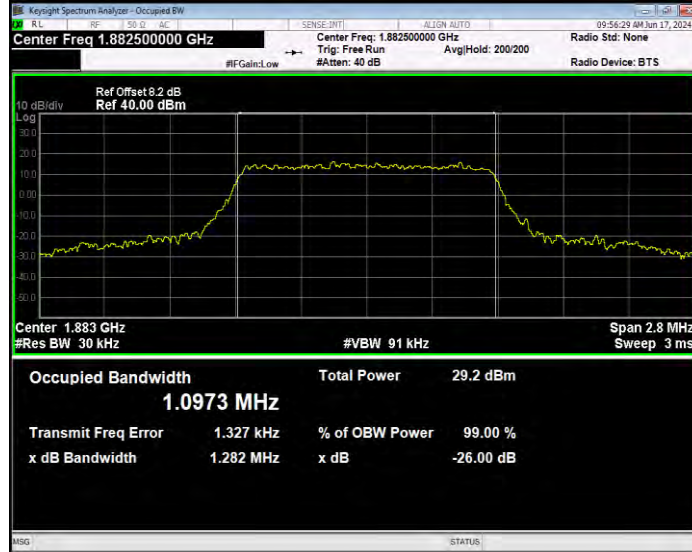 Keysight Spectrum Analyzer - Occupied BW
RL RF 50 Ω AC SENSE:INT ALIGN AUTO 09:56:29 AM Jun 17, 2024
Center Freq 1.882500000 GHz
Center Freq: 1.882500000 GHz
Radio Std: None
Trig: Free Run Avg|Hold: 200/200
#IFGain:Low #Atten: 40 dB Radio Device: BTS
Ref Offset 8.2 dB
10 dB/div Ref 40.00 dBm
Log
30.0
20.0
10.0
0.00
-10.0
-20.0
-30.0
-40.0
-50.0
Center 1.883 GHz Span 2.8 MHz
#Res BW 30 kHz #VBW 91 kHz Sweep 3 ms
Occupied Bandwidth Total Power 29.2 dBm
1.0973 MHz
Transmit Freq Error 1.327 kHz % of OBW Power 99.00 %
x dB Bandwidth 1.282 MHz x dB -26.00 dB
MSG STATUS